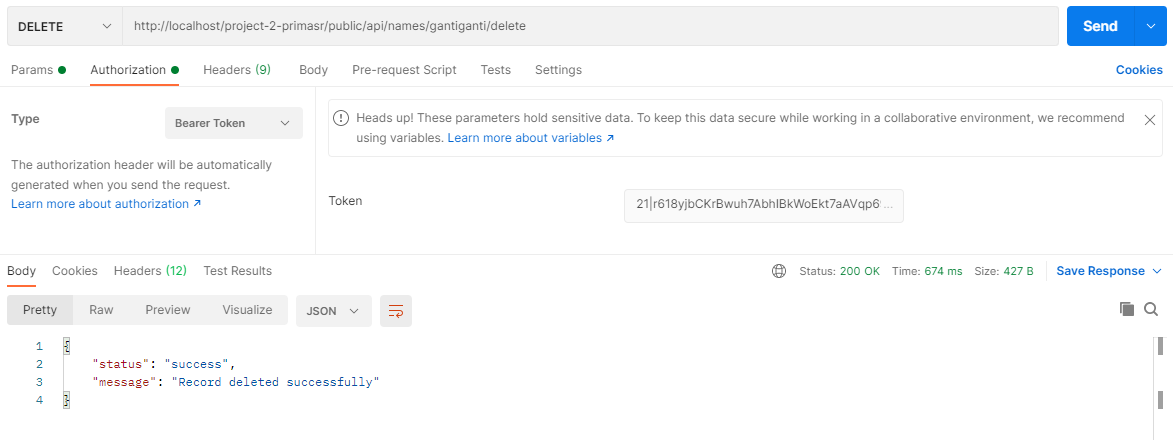 DELETE
http://localhost/project-2-primasr/public/api/names/gantiganti/delete
Send
Params
Authorization
Headers (9)
Body
Pre-request Script
Tests
Settings
Cookies
Type
Bearer Token
Heads up! These parameters hold sensitive data. To keep this data secure while working in a collaborative environment, we recommend
using variables. Learn more about variables ↗
The authorization header will be automatically
generated when you send the request.
Learn more about authorization ↗
Token
21|r618yjbCKrBwuh7AbhIBkWoEkt7aAVqp6 ...
Body
Cookies
Headers (12)
Test Results
Status: 200 OK
Time: 674 ms
Size: 427 B
Save Response
Pretty
Raw
Preview
Visualize
JSON
1 {
2 "status": "success",
3 "message": "Record deleted successfully"
4 }